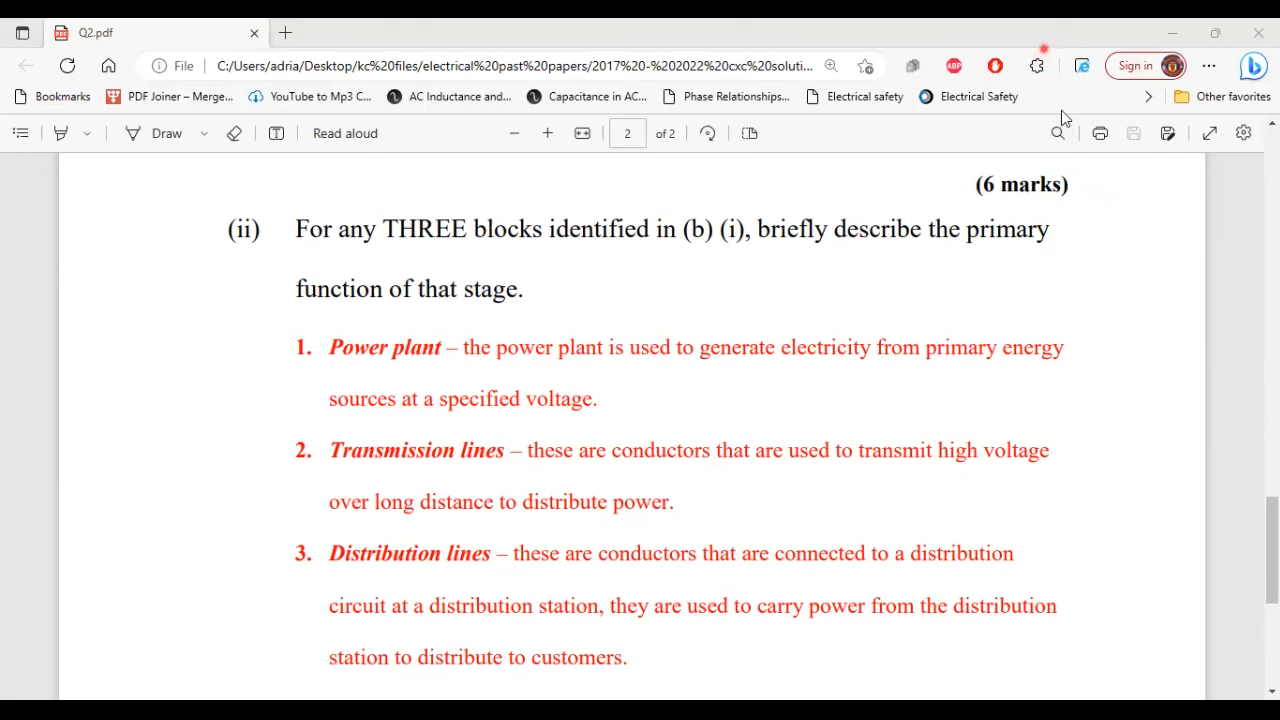 Q2.pdf
File C:/Users/adria/Desktop/kc%20files/electrical%20past%20papers/2017%20-%202022%20cxc%20soluti... Sign in
Bookmarks PDF Joiner – Merge... YouTube to Mp3 C... AC Inductance and... Capacitance in AC... Phase Relationships... Electrical safety Electrical Safety Other favorites
Draw Read aloud 2 of 2
(6 marks)
(ii) For any THREE blocks identified in (b) (i), briefly describe the primary
function of that stage.
1. Power plant – the power plant is used to generate electricity from primary energy
sources at a specified voltage.
2. Transmission lines – these are conductors that are used to transmit high voltage
over long distance to distribute power.
3. Distribution lines – these are conductors that are connected to a distribution
circuit at a distribution station, they are used to carry power from the distribution
station to distribute to customers.